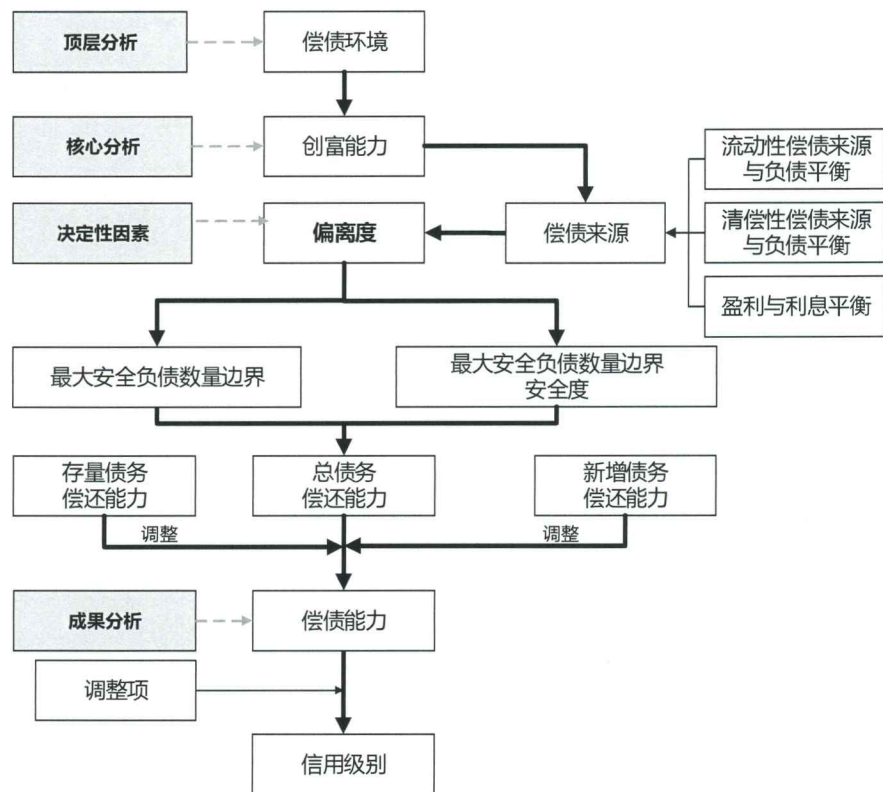 顶层分析
偿债环境
核心分析
创富能力
流动性偿债来源
与负债平衡
决定性因素
偏离度
偿债来源
清偿性偿债来源
与负债平衡
盈利与利息平衡
最大安全负债数量边界
最大安全负债数量边界
安全度
存量债务
偿还能力
总债务
偿还能力
新增债务
偿还能力
调整
调整
成果分析
偿债能力
调整项
信用级别